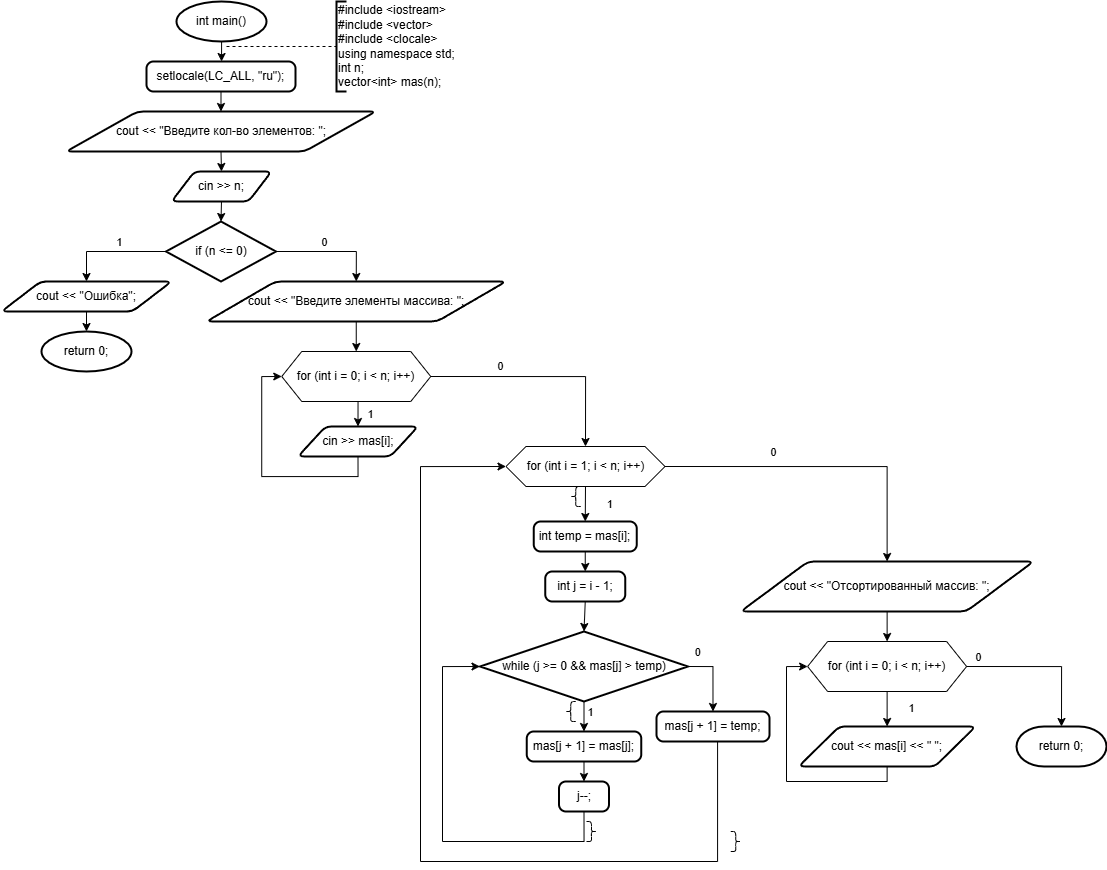 int main()
#include <iostream>
#include <vector>
#include <clocale>
using namespace std;
int n;
vector<int> mas(n);
setlocale(LC_ALL, "ru");
cout << "Введите кол-во элементов: ";
cin >> n;
if (n <= 0)
1
0
cout << "Ошибка";
return 0;
cout << "Введите элементы массива: ";
for (int i = 0; i < n; i++)
0
1
cin >> mas[i];
for (int i = 1; i < n; i++)
0
{
1
int temp = mas[i];
int j = i - 1;
while (j >= 0 && mas[j] > temp)
0
{
1
mas[j + 1] = mas[j];
j--;
}
mas[j + 1] = temp;
}
cout << "Отсортированный массив: ";
for (int i = 0; i < n; i++)
0
1
cout << mas[i] << " ";
return 0;